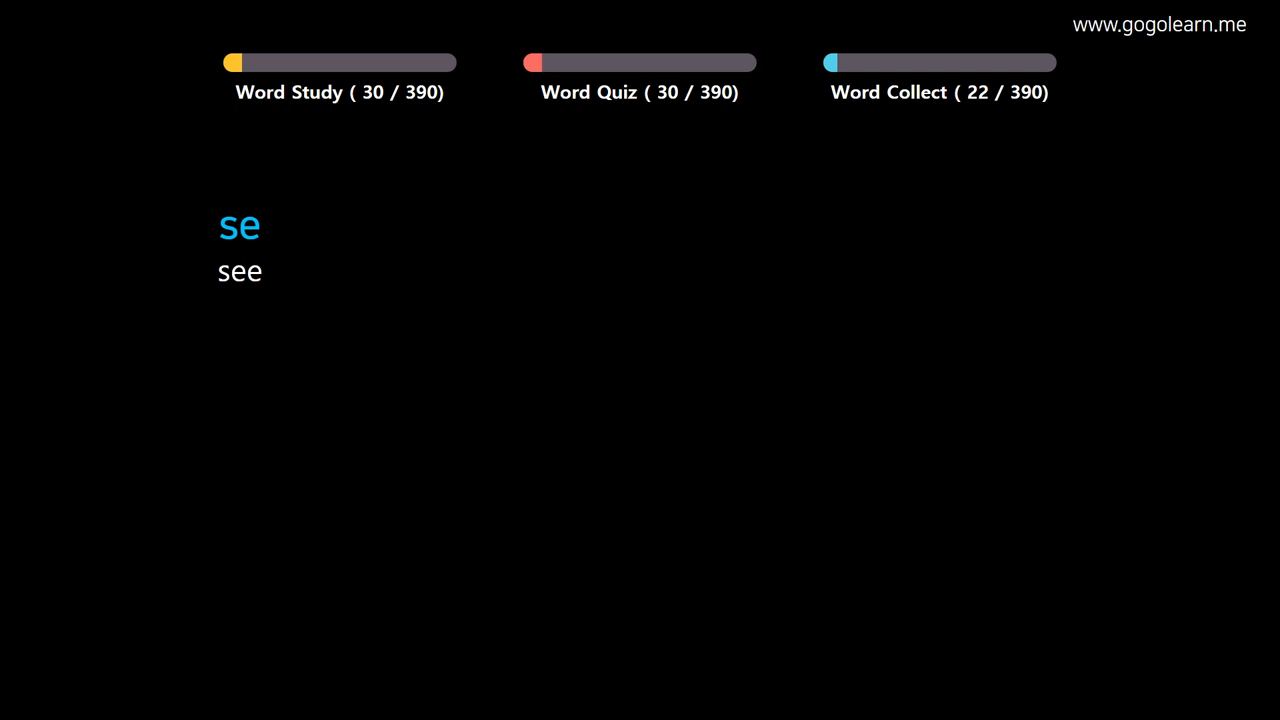 www.gogolearn.me
Word Study ( 30 / 390)
Word Quiz ( 30 / 390)
Word Collect ( 22 / 390)
se
see